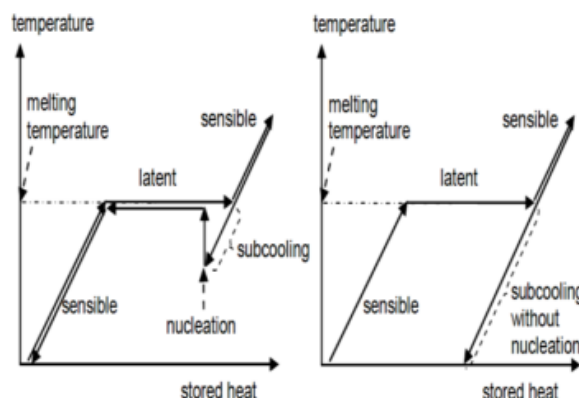 temperature
melting
temperature
sensible
latent
subcooling
sensible
nucleation
stored heat
temperature
melting
temperature
sensible
latent
sensible
subcooling
without
nucleation
stored heat